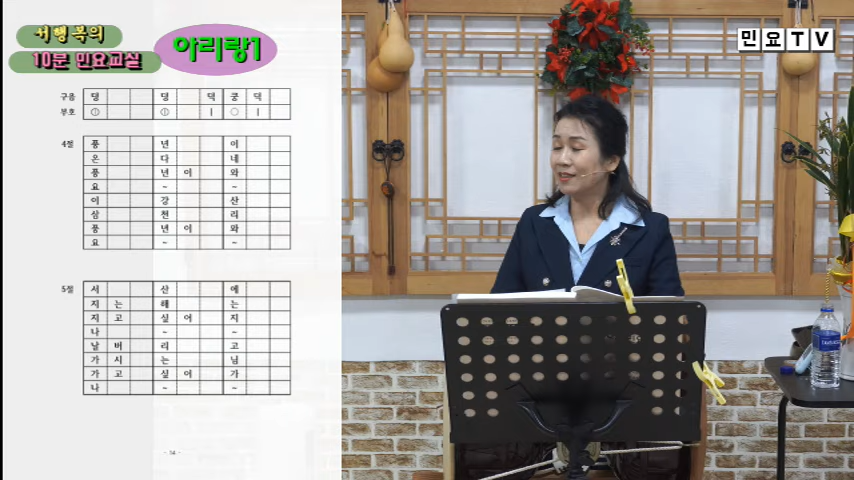 서행복의
10분 민요교실
아리랑1
민요TV
구음 덩 덩 덕 쿵 덕
부호 ⏀ ⏀ | ○ |
4절 풍 년 이
온 다 네
풍 년 이 와
요 ~ ~
이 강 산
삼 천 리
풍 년 이 와
요 ~ ~
5절 서 산 에
지 는 해 는
지 고 싶 어 지
나 ~ ~
날 버 리 고
가 시 는 님
가 고 싶 어 가
나 ~ ~
- 14 -